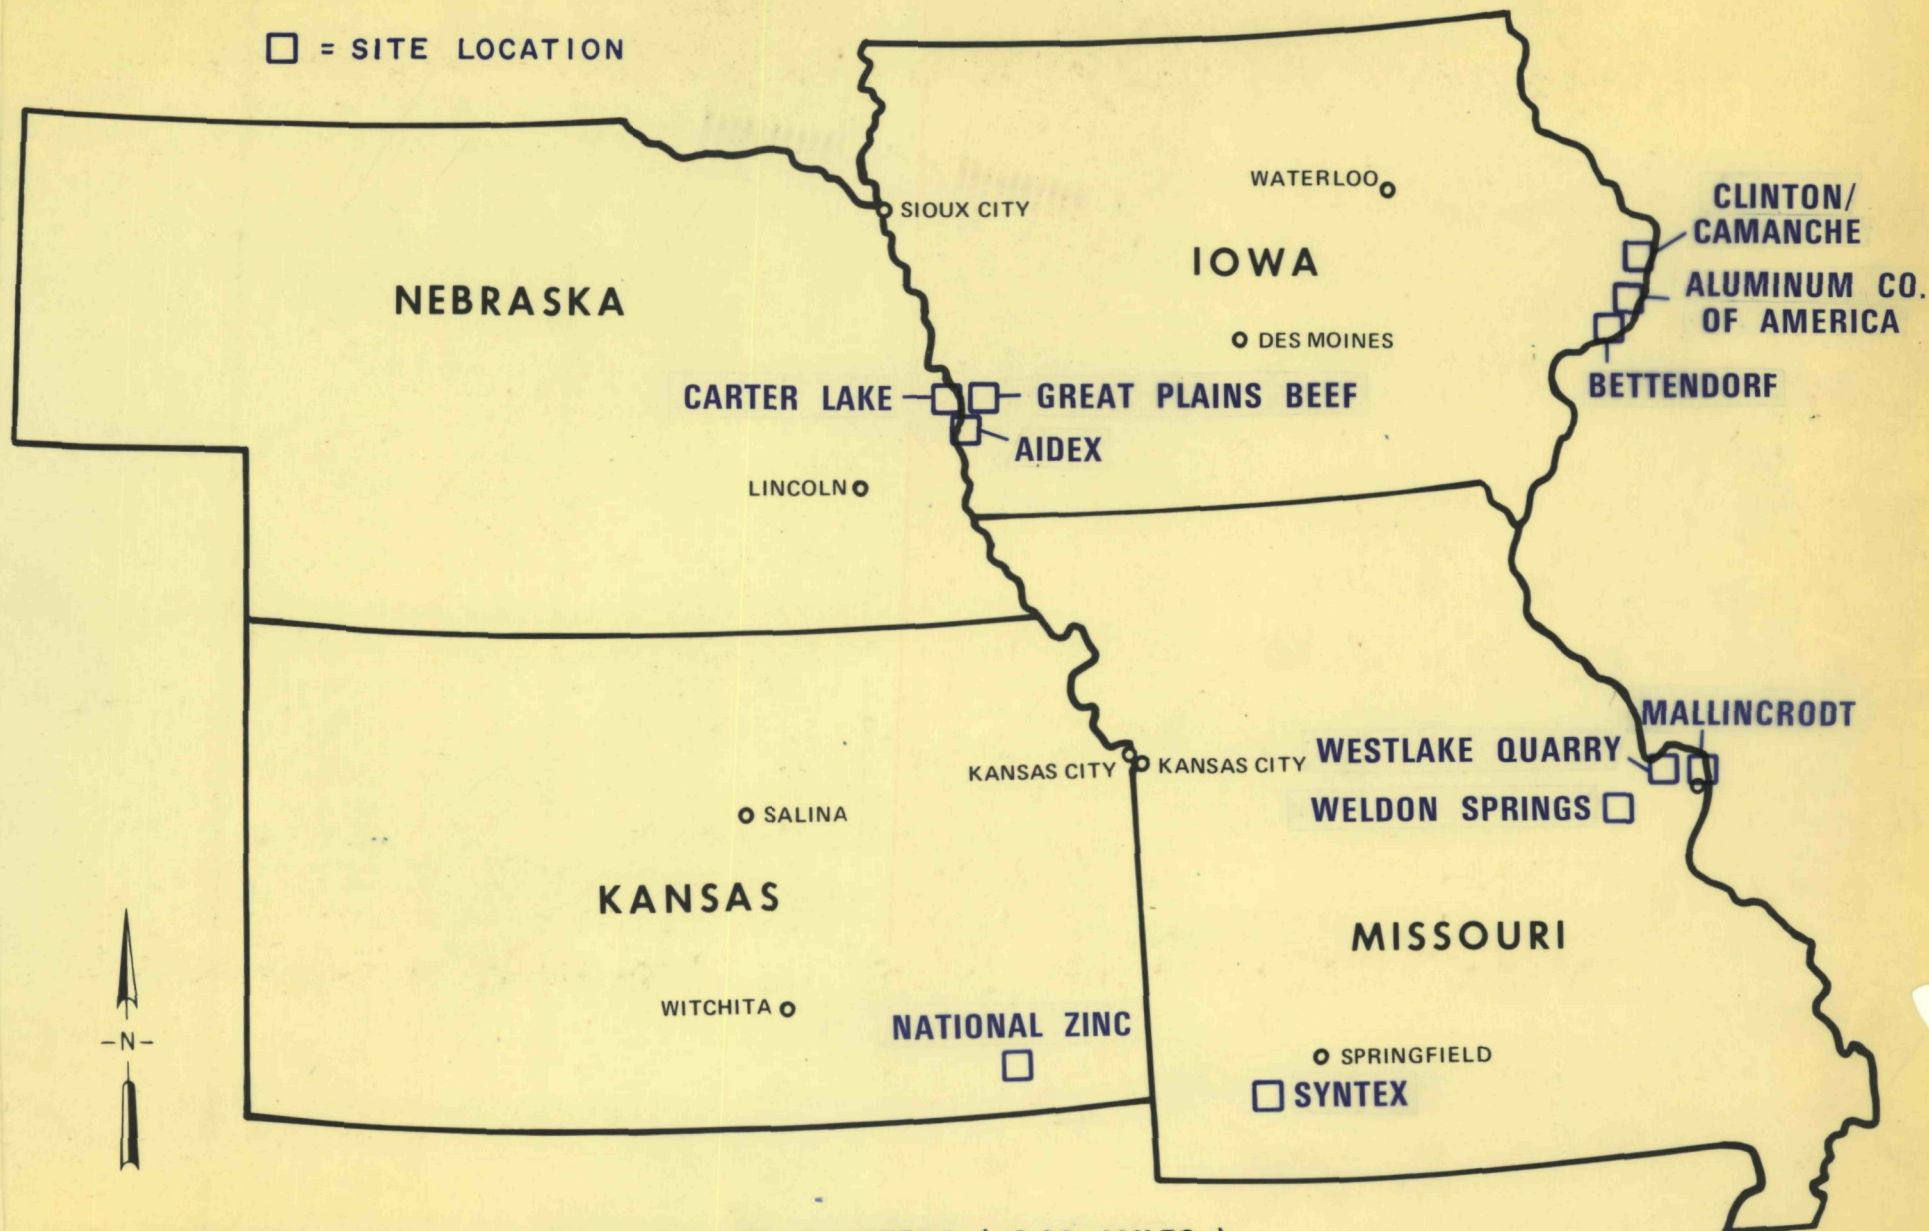 = SITE LOCATION
WATERLOO
CLINTON/
CAMANCHE
SIOUX CITY
IOWA
NEBRASKA
ALUMINUM CO.
OF AMERICA
DES MOINES
BETTENDORF
CARTER LAKE
GREAT PLAINS BEEF
AIDEX
LINCOLN
MALLINCRODT
WESTLAKE QUARRY
KANSAS CITY
KANSAS CITY
WELDON SPRINGS
SALINA
KANSAS
MISSOURI
WITCHITA
NATIONAL ZINC
-N-
SPRINGFIELD
SYNTEX